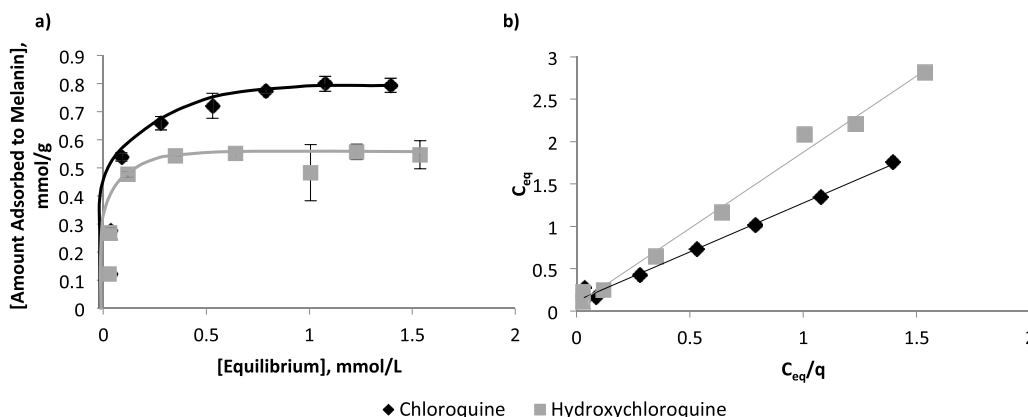 a)
[Amount Adsorbed to Melanin],
mmol/g
0.9
0.8
0.7
0.6
0.5
0.4
0.3
0.2
0.1
0
0 0.5 1 1.5 2
[Equilibrium], mmol/L
b)
Ceq
3
2.5
2
1.5
1
0.5
0
0 0.5 1 1.5 2
Ceq/q
Chloroquine Hydroxychloroquine